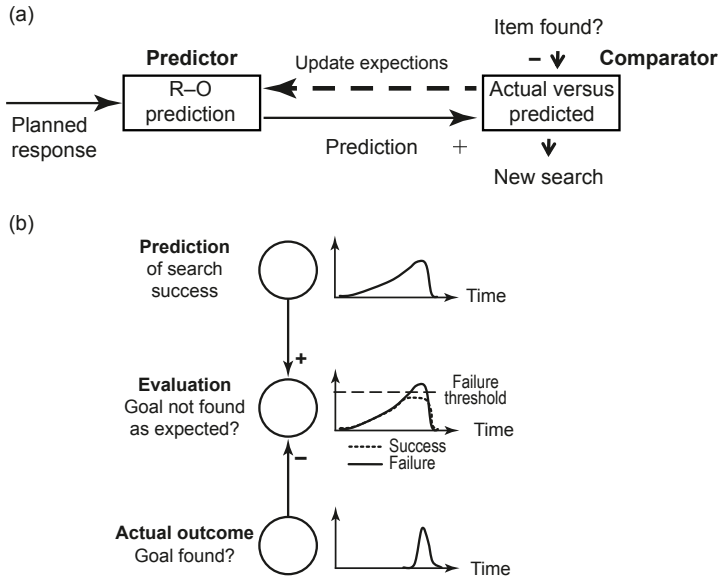 (a)
Item found?
Predictor
Update expections
– Comparator
R–O
prediction
Actual versus
predicted
Planned
response
Prediction +
New search
(b)
Prediction
of search
success
Time
+
Evaluation
Goal not found
as expected?
Failure
threshold
Time
Success
Failure
–
Actual outcome
Goal found?
Time